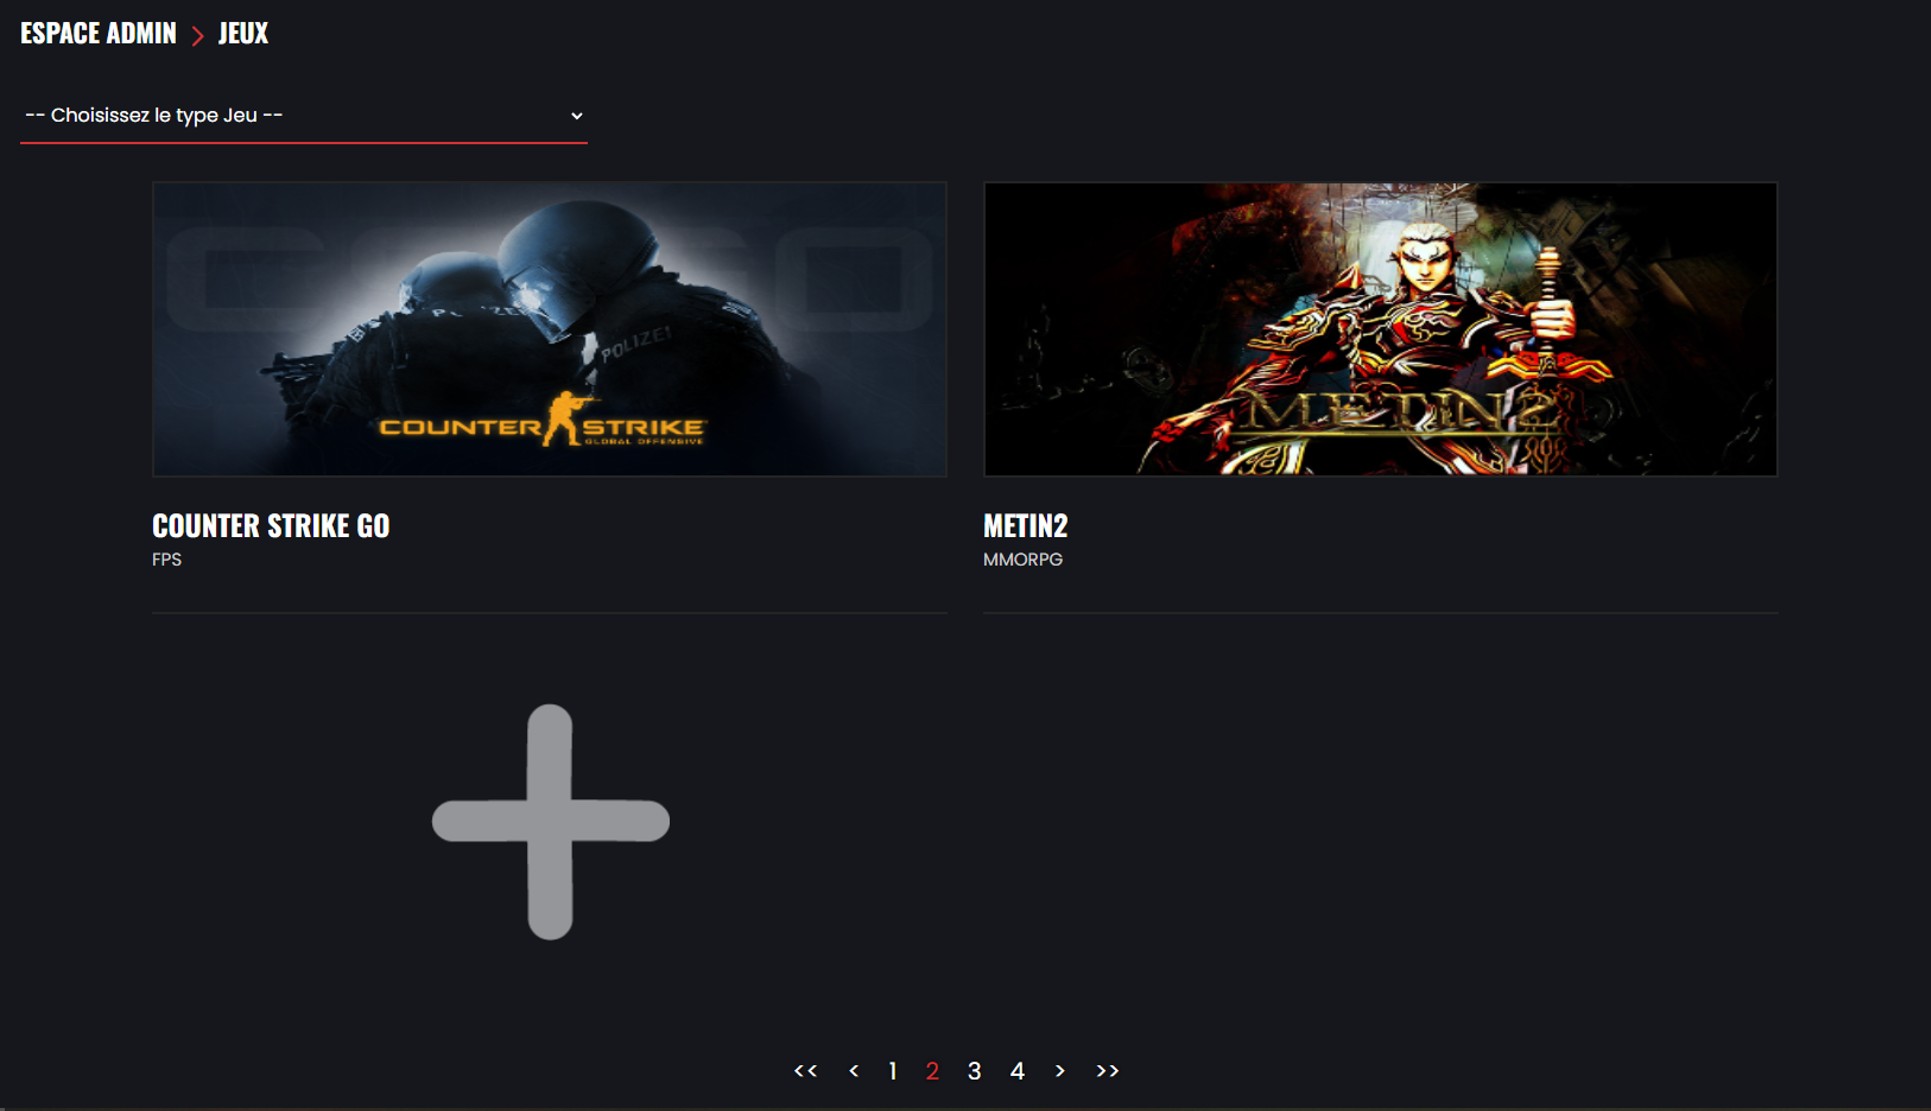 ESPACE ADMIN > JEUX
-- Choisissez le type Jeu --
POLIZEI
COUNTER STRIKE
GLOBAL OFFENSIVE
METIN2
COUNTER STRIKE GO
FPS
METIN2
MMORPG
<< < 1 2 3 4 > >>